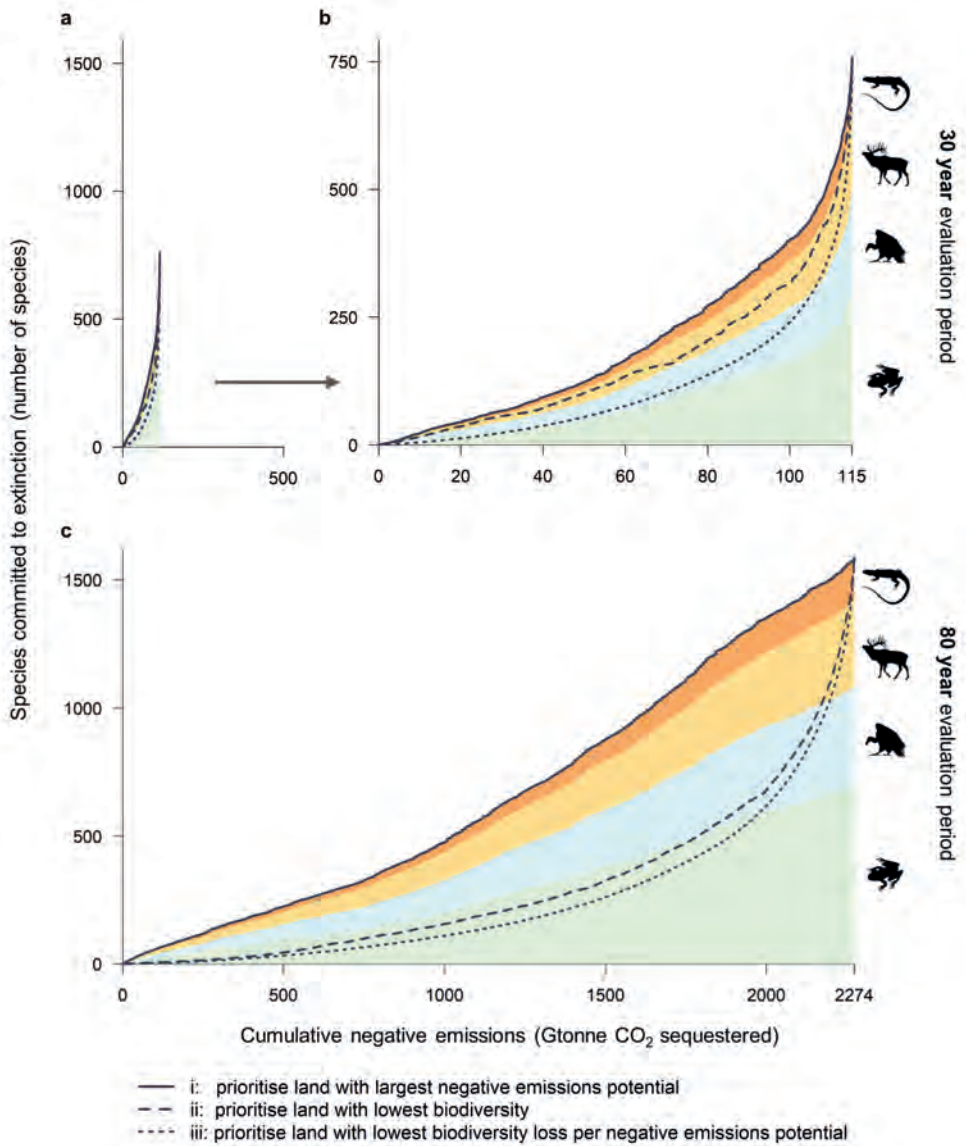 a
b
1500
1000
500
0
0
500
750
500
250
0
0
20
40
60
80
100
115
30 year evaluation period
Species committed to extinction (number of species)
c
1500
1000
500
0
0
500
1000
1500
2000
2274
80 year evaluation period
Cumulative negative emissions (Gtonne CO₂ sequestered)
i: prioritise land with largest negative emissions potential
ii: prioritise land with lowest biodiversity
iii: prioritise land with lowest biodiversity loss per negative emissions potential